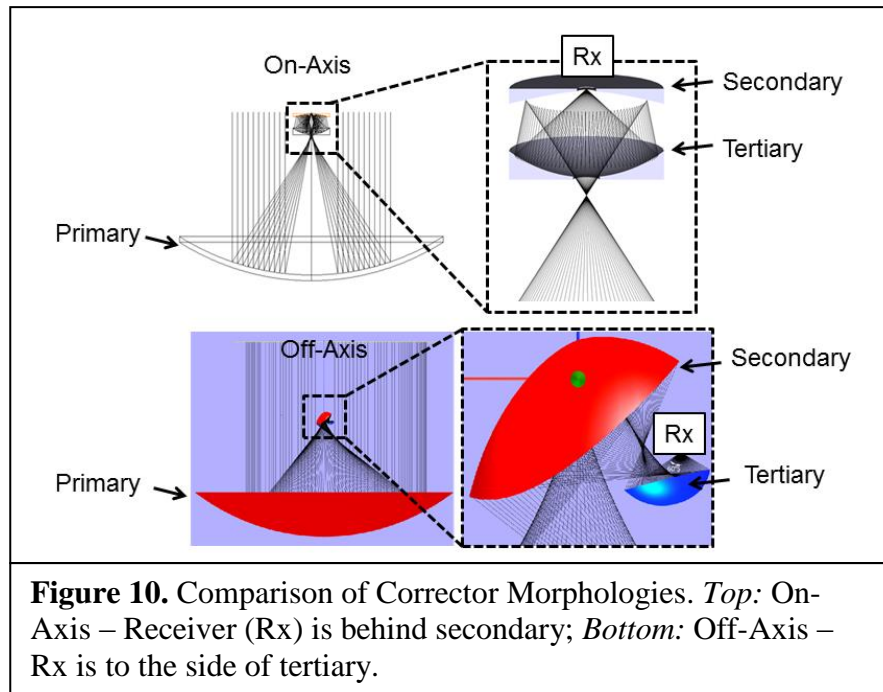 On-Axis
Rx
Secondary
Tertiary
Primary
Off-Axis
Secondary
Rx
Tertiary
Primary
Figure 10. Comparison of Corrector Morphologies. Top: On-
Axis – Receiver (Rx) is behind secondary; Bottom: Off-Axis –
Rx is to the side of tertiary.